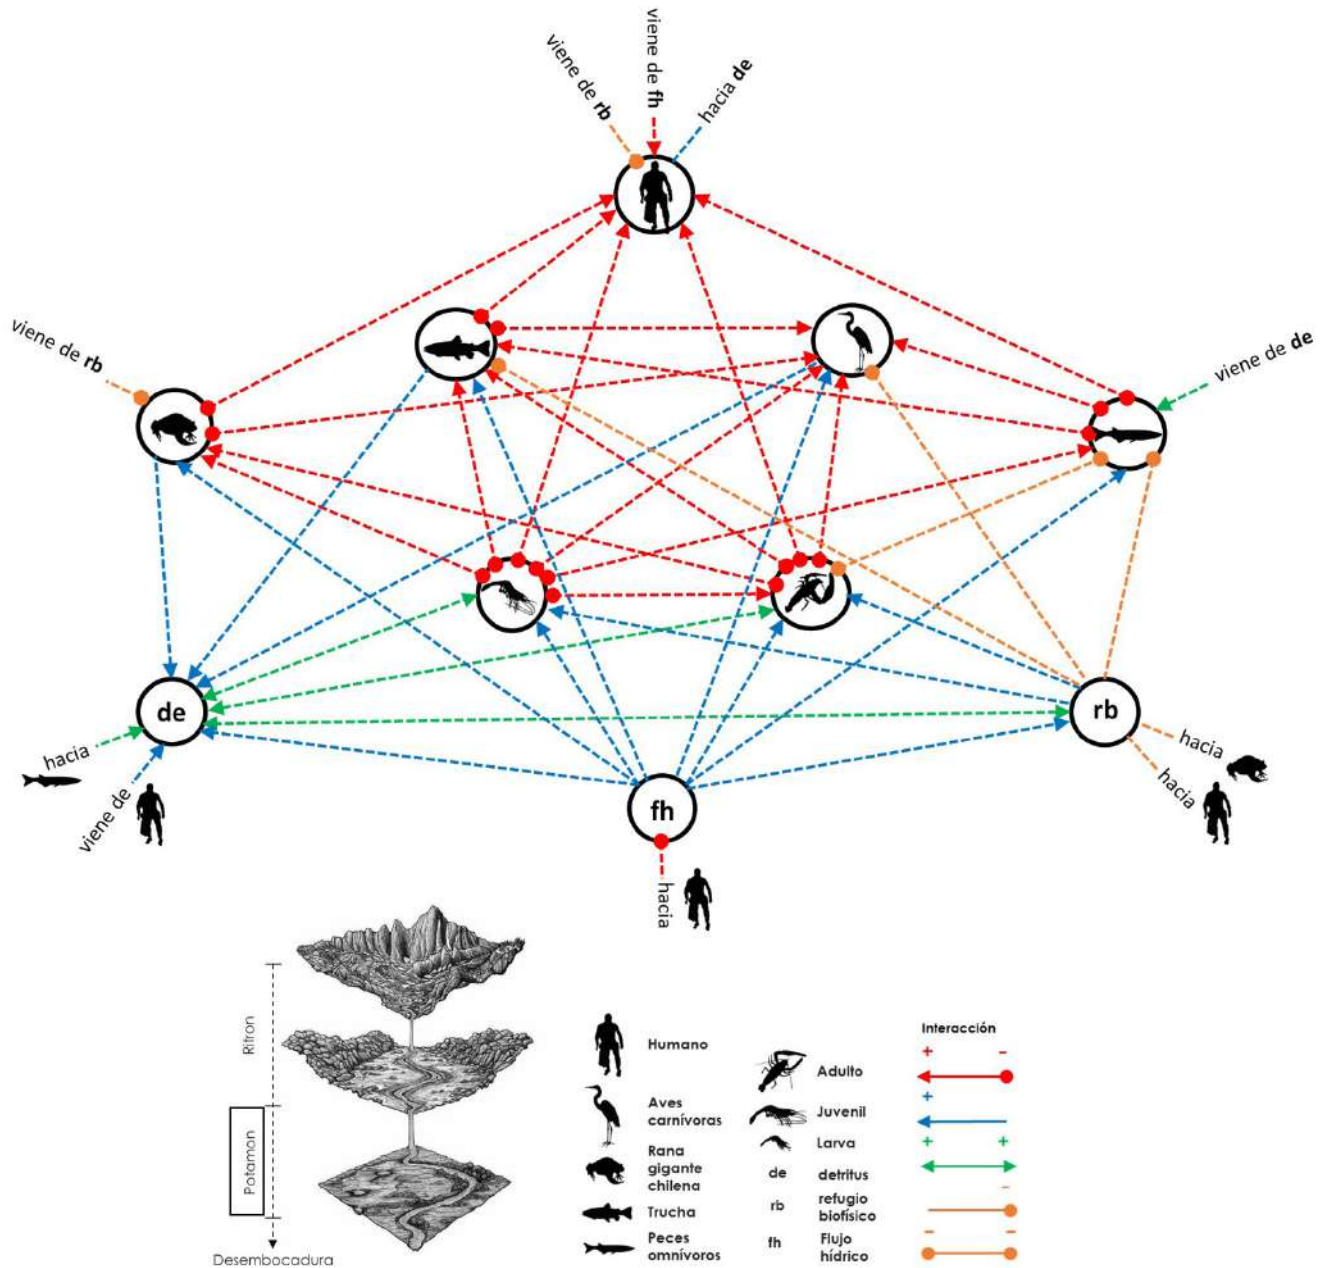 viene de rb
viene de fh
hacia de
viene de rb
viene de de
de
rb
fh
hacia
viene de
hacia
hacia
hacia
Ritron
Potamon
Desembocadura
Humano
Aves
carnívoras
Rana
gigante
chilena
Trucha
Peces
omnívoros
Adulto
Juvenil
Larva
de detritus
rb refugio
biofísico
fh Flujo
hídrico
Interacción
+ -
+
+ +
-
- -